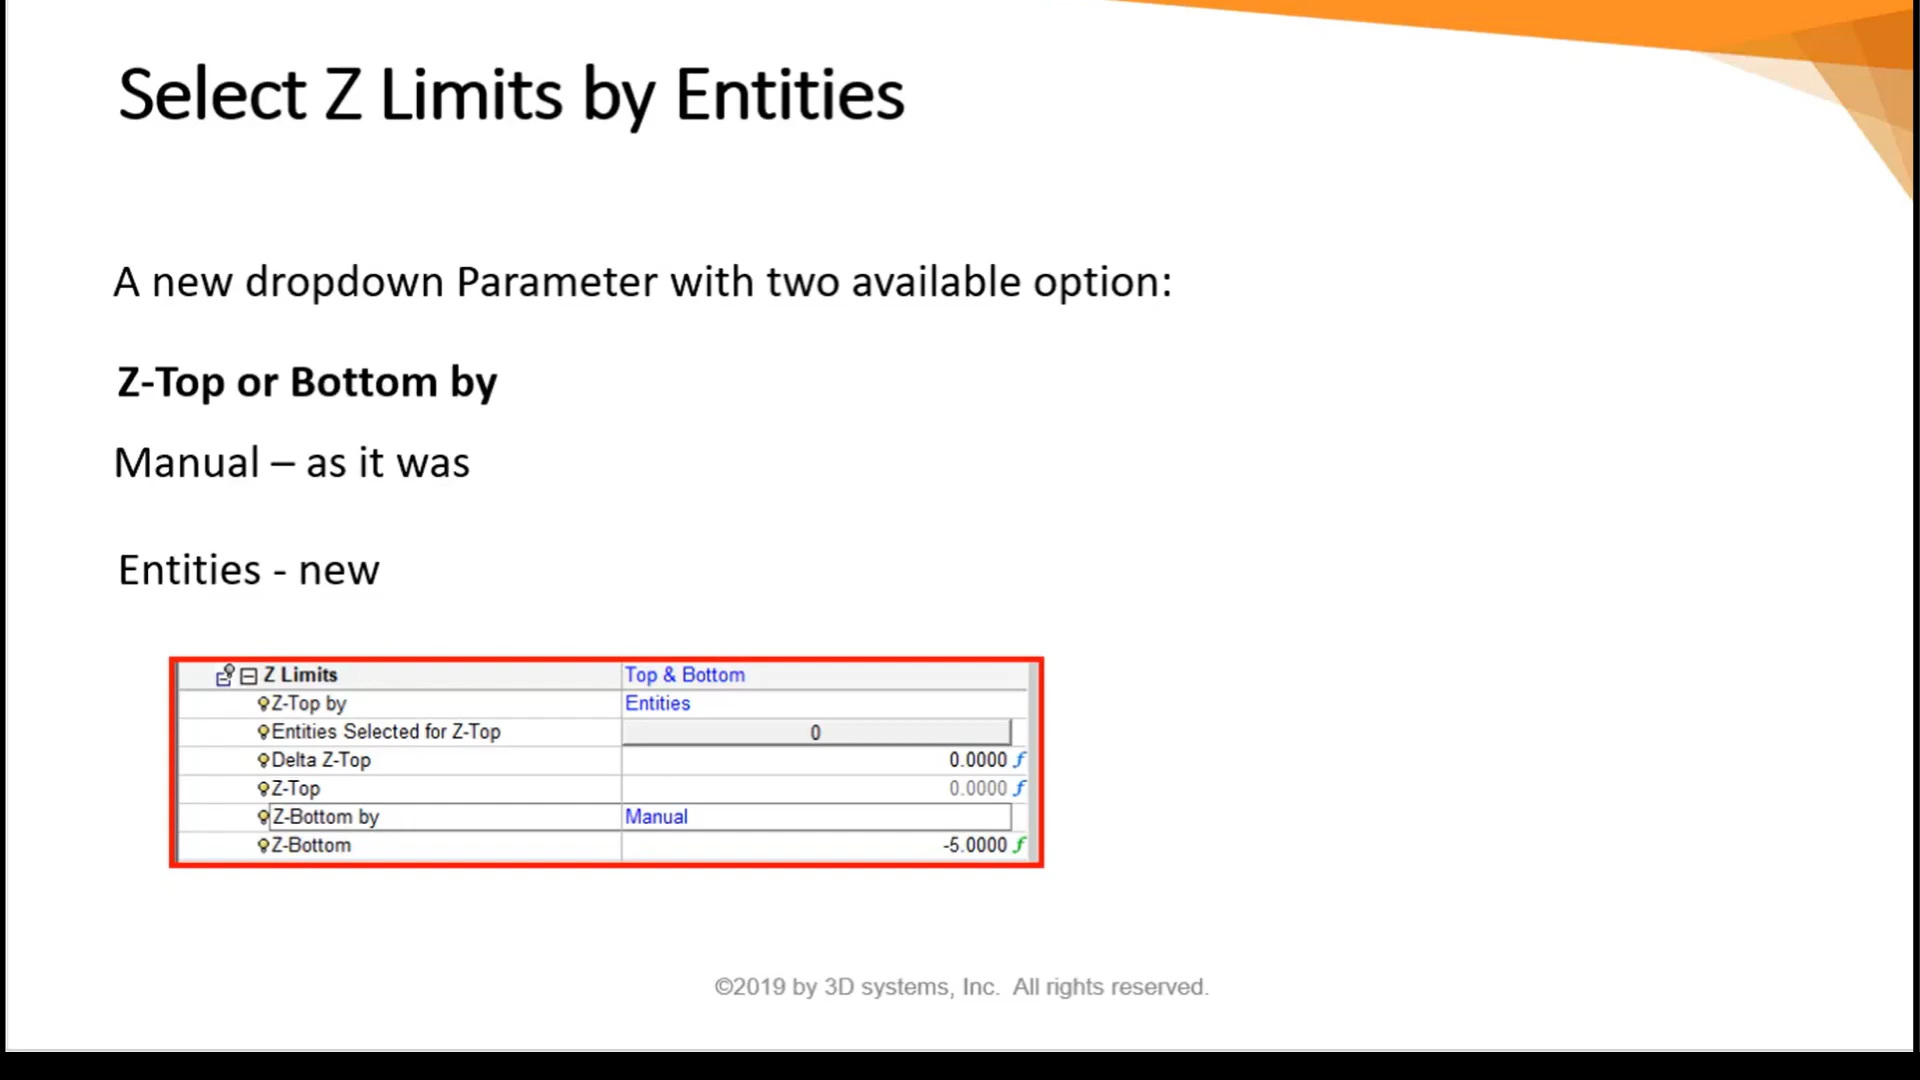 Select Z Limits by Entities
A new dropdown Parameter with two available option:
Z-Top or Bottom by
Manual – as it was
Entities - new
Z Limits Top & Bottom
Z-Top by Entities
Entities Selected for Z-Top 0
Delta Z-Top 0.0000 f
Z-Top 0.0000 f
Z-Bottom by Manual
Z-Bottom -5.0000 f
©2019 by 3D systems, Inc.  All rights reserved.